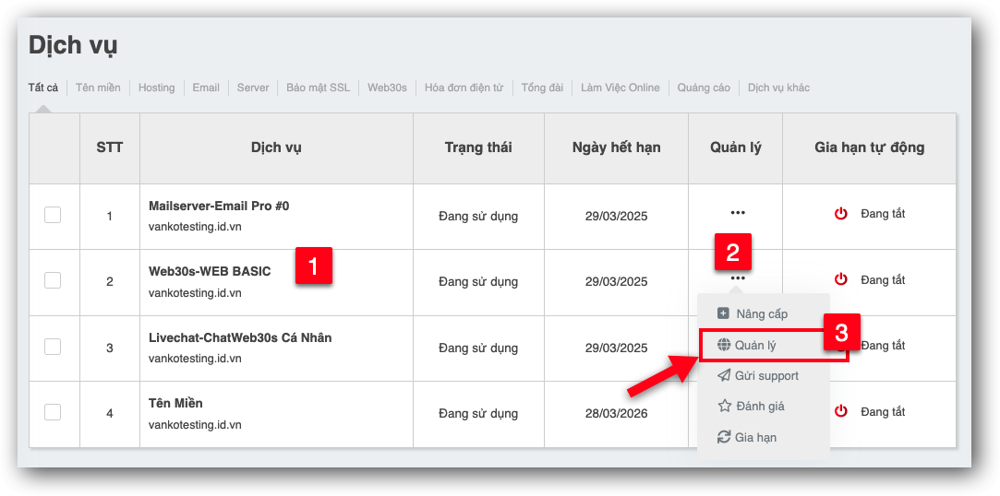 Dịch vụ
Tất cả Tên miền Hosting Email Server Bảo mật SSL Web30s Hóa đơn điện tử Tổng đài Làm Việc Online Quảng cáo Dịch vụ khác
STT Dịch vụ Trạng thái Ngày hết hạn Quản lý Gia hạn tự động
Mailserver-Email Pro #0
1 Đang sử dụng 29/03/2025 ••• Đang tắt
vankotesting.id.vn
2
1
Web30s-WEB BASIC
2 Đang sử dụng 29/03/2025 ••• Đang tắt
vankotesting.id.vn
Nâng cấp
3
Livechat-ChatWeb30s Cá Nhân
3 Đang sử dụng 29/03/2025 Quản lý Đang tắt
vankotesting.id.vn
Gửi support
Tên Miền
Đánh giá
4 Đang sử dụng 28/03/2026 Đang tắt
vankotesting.id.vn
Gia hạn